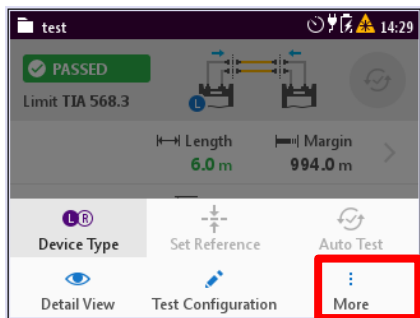 test 14:29
PASSED
Limit TIA 568.3
L
Length Margin
6.0 m 994.0 m
L R
Device Type Set Reference Auto Test
Detail View Test Configuration More